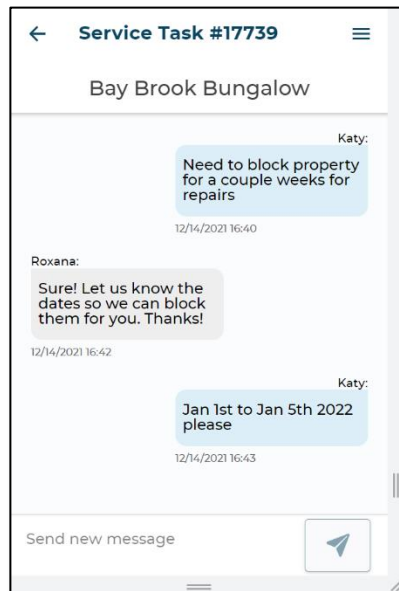 Service Task #17739
Bay Brook Bungalow
Katy:
Need to block property
for a couple weeks for
repairs
12/14/2021 16:40
Roxana:
Sure! Let us know the
dates so we can block
them for you. Thanks!
12/14/2021 16:42
Katy:
Jan 1st to Jan 5th 2022
please
12/14/2021 16:43
Send new message